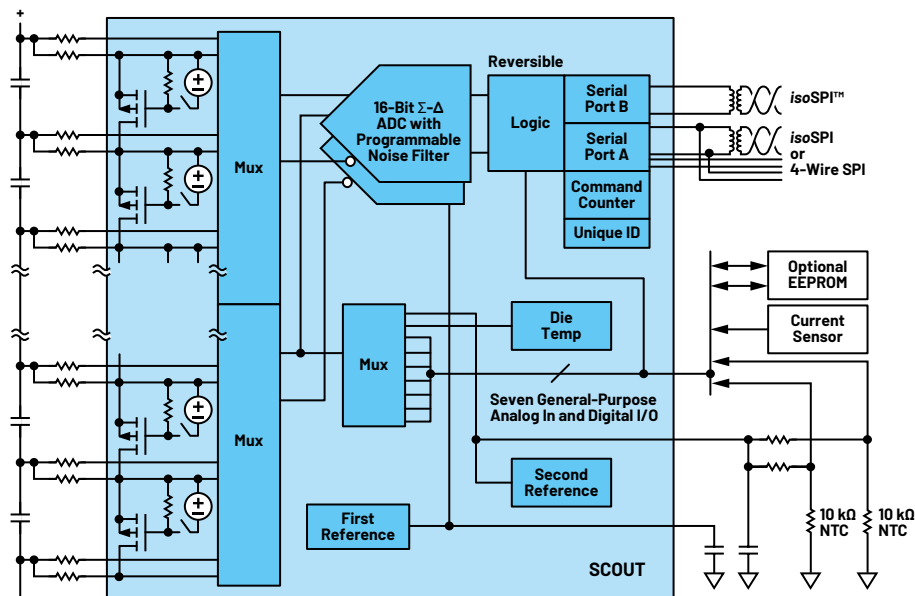 +
Reversible
Mux
16-Bit Σ-Δ
ADC with
Programmable
Noise Filter
Logic
Serial
Port B
Serial
Port A
Command
Counter
Unique ID
isoSPI™
isoSPI
or
4-Wire SPI
Optional
EEPROM
Current
Sensor
Die
Temp
Mux
Seven General-Purpose
Analog In and Digital I/O
Mux
Second
Reference
First
Reference
10 kΩ
NTC
10 kΩ
NTC
SCOUT